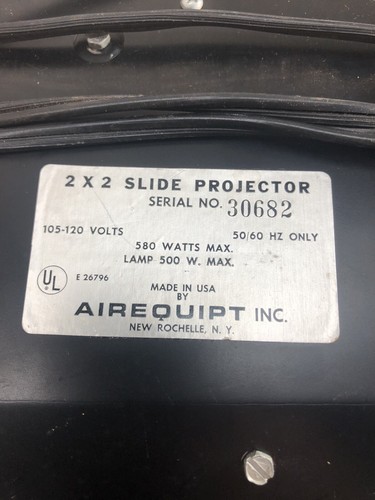 2 X 2 SLIDE PROJECTOR
SERIAL NO. 30682
105-120 VOLTS 50/60 HZ ONLY
580 WATTS MAX.
LAMP 500 W. MAX.
UL E 26796
MADE IN USA
BY
AIREQUIPT INC.
NEW ROCHELLE, N. Y.